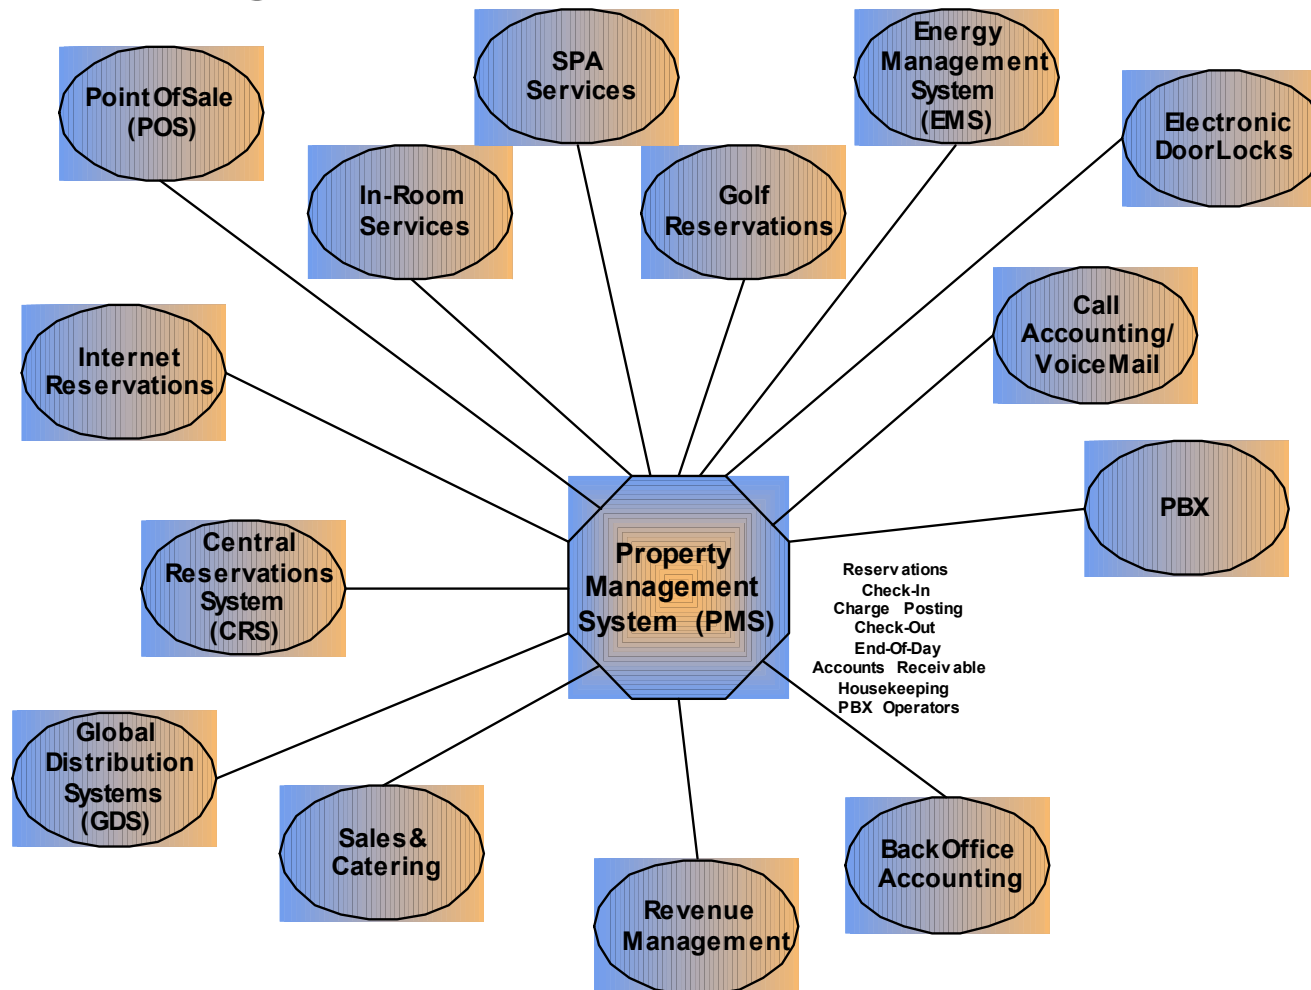 SPA
Services
Energy
Management
System
(EMS)
Point Of Sale
(POS)
Electronic
Door Locks
In-Room
Services
Golf
Reservations
Call
Accounting/
Voice Mail
Internet
Reservations
PBX
Central
Reservations
System
(CRS)
Property
Management
System (PMS)
Reservations
Check-In
Charge Posting
Check-Out
End-Of-Day
Accounts Receivable
Housekeeping
PBX Operators
Global
Distribution
Systems
(GDS)
Sales &
Catering
Back Office
Accounting
Revenue
Management